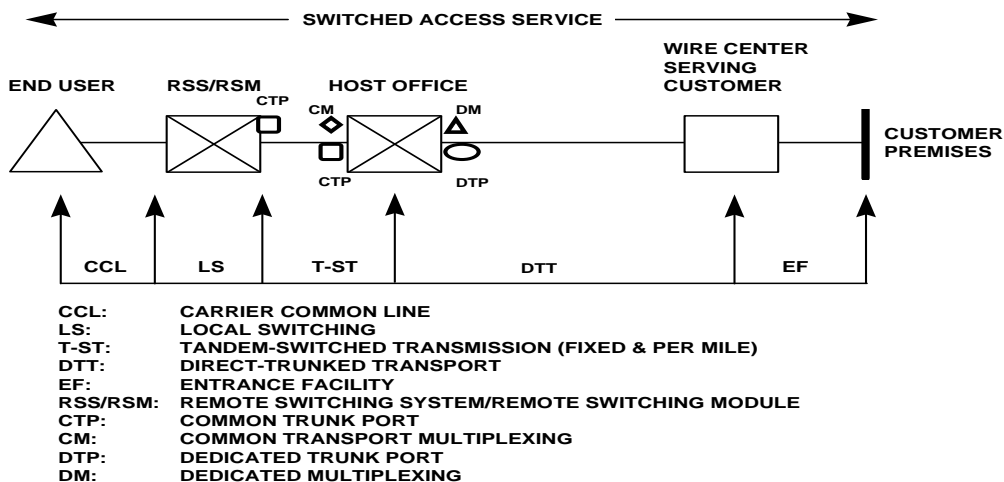 SWITCHED ACCESS SERVICE
WIRE CENTER
SERVING
CUSTOMER
END USER
RSS/RSM
HOST OFFICE
CTP
CM
DM
CUSTOMER
PREMISES
CTP
DTP
CCL
LS
T-ST
DTT
EF
CCL: CARRIER COMMON LINE
LS: LOCAL SWITCHING
T-ST: TANDEM-SWITCHED TRANSMISSION (FIXED & PER MILE)
DTT: DIRECT-TRUNKED TRANSPORT
EF: ENTRANCE FACILITY
RSS/RSM: REMOTE SWITCHING SYSTEM/REMOTE SWITCHING MODULE
CTP: COMMON TRUNK PORT
CM: COMMON TRANSPORT MULTIPLEXING
DTP: DEDICATED TRUNK PORT
DM: DEDICATED MULTIPLEXING